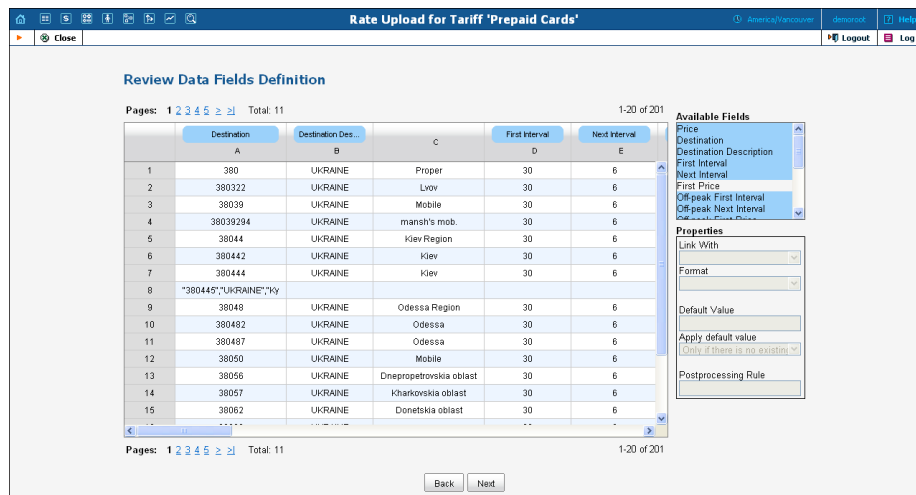 Rate Upload for Tariff 'Prepaid Cards'
America/Vancouver demoroot ? Help
Close Logout Log
Review Data Fields Definition
Pages: 1 2 3 4 5 > >| Total: 11 1-20 of 201
Destination Destination Des... First Interval Next Interval
A B C D E
1 380 UKRAINE Proper 30 6
2 380322 UKRAINE Lvov 30 6
3 38039 UKRAINE Mobile 30 6
4 38039294 UKRAINE mansh's mob. 30 6
5 38044 UKRAINE Kiev Region 30 6
6 380442 UKRAINE Kiev 30 6
7 380444 UKRAINE Kiev 30 6
8 "380445","UKRAINE","Ky
9 38048 UKRAINE Odessa Region 30 6
10 380482 UKRAINE Odessa 30 6
11 380487 UKRAINE Odessa 30 6
12 38050 UKRAINE Mobile 30 6
13 38056 UKRAINE Dnepropetrovskia oblast 30 6
14 38057 UKRAINE Kharkovskia oblast 30 6
15 38062 UKRAINE Donetskia oblast 30 6
Pages: 1 2 3 4 5 > >| Total: 11 1-20 of 201
Available Fields
Price
Destination
Destination Description
First Interval
Next Interval
First Price
Off-peak First Interval
Off-peak Next Interval
Off-peak First Price
Properties
Link With
Format
Default Value
Apply default value
Only if there is no existin
Postprocessing Rule
Back Next